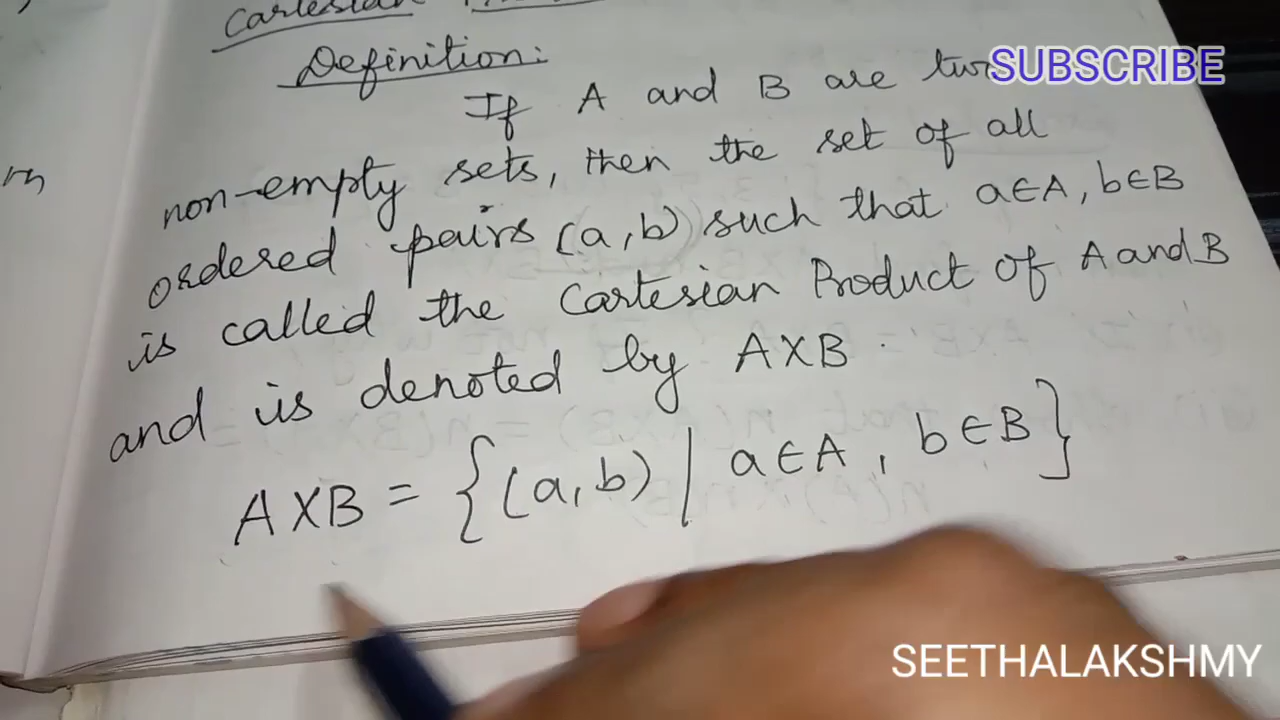 Cartesian
Definition:
SUBSCRIBE
If A and B are two
non-empty sets, then the set of all
ordered pairs (a,b) such that a∈A, b∈B
is called the Cartesian Product of A and B
and is denoted by A×B.
A×B = {(a,b) | a∈A, b∈B}
SEETHALAKSHMY